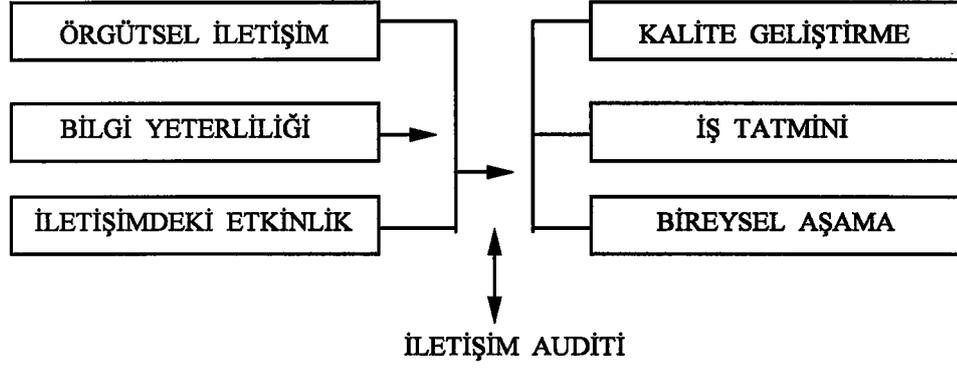 ÖRGÜTSEL İLETİŞİM
BİLGİ YETERLİLİĞİ
İLETİŞİMDEKİ ETKİNLİK
KALİTE GELİŞTİRME
İŞ TATMİNİ
BİREYSEL AŞAMA
İLETİŞİM AUDİTİ